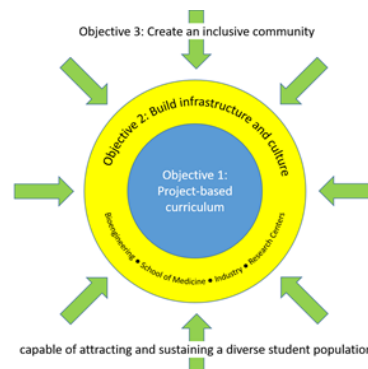 Objective 3: Create an inclusive community
Objective 2: Build infrastructure and culture
Objective 1:
Project-based
curriculum
Bioengineering ● School of Medicine ● Industry ● Research Centers
capable of attracting and sustaining a diverse student population